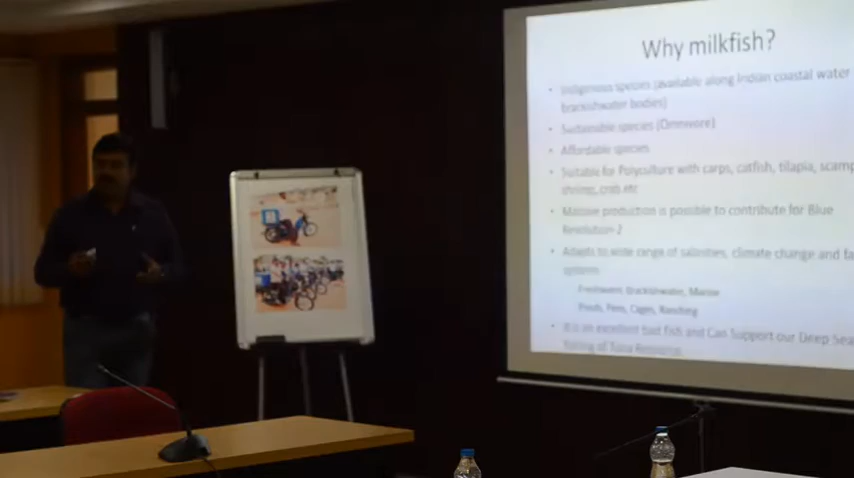 Why milkfish?
• Indigenous species (available along Indian coastal water
brackishwater bodies)
• Sustainable species (Omnivore)
• Affordable species
• Suitable for Polyculture with carps, catfish, tilapia, scamp
shrimp, crab etc
• Massive production is possible to contribute for Blue
Revolution-2
• Adapts to wide range of salinities, climate change and fa
systems
Freshwater, Brackishwater, Marine
Ponds, Pens, Cages, Ranching
• It is an excellent bait fish and Can Support our Deep Sea
fishing of Tuna